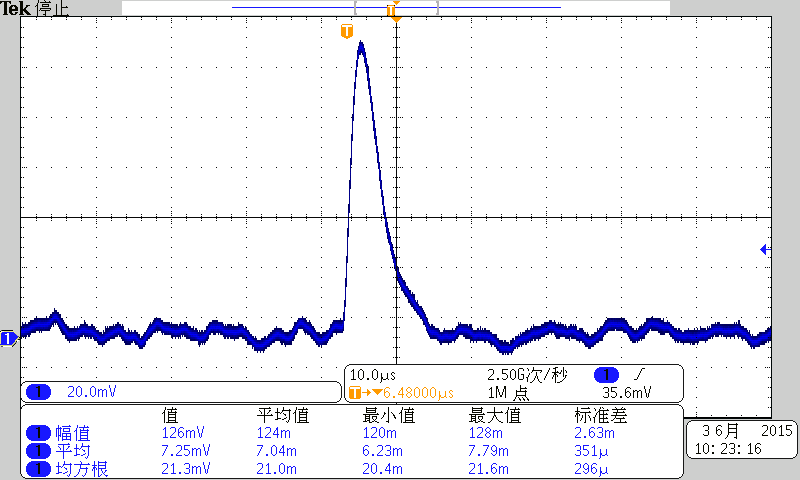 Tek 停止
T
T
1
10.0µs 2.50G次/秒 1
1 20.0mV T→▼6.48000µs 1M 点 35.6mV
值 平均值 最小值 最大值 标准差
1 幅值 126mV 124m 120m 128m 2.63m
1 平均 7.25mV 7.04m 6.23m 7.79m 351µ
1 均方根 21.3mV 21.0m 20.4m 21.6m 296µ
3 6月 2015
10:23:16